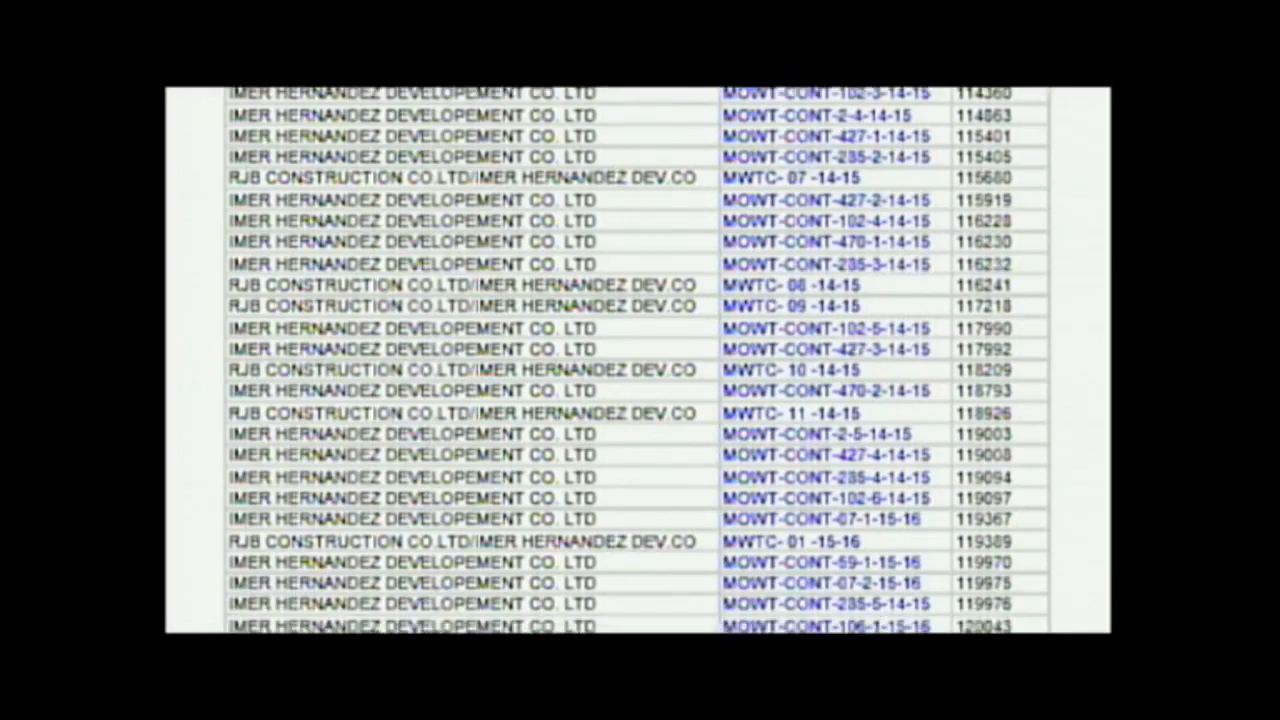 IMER HERNANDEZ DEVELOPEMENT CO. LTD MOWT-CONT-102-3-14-15 114360
IMER HERNANDEZ DEVELOPEMENT CO. LTD MOWT-CONT-2-4-14-15 114863
IMER HERNANDEZ DEVELOPEMENT CO. LTD MOWT-CONT-427-1-14-15 115401
IMER HERNANDEZ DEVELOPEMENT CO. LTD MOWT-CONT-285-2-14-15 115405
RJB CONSTRUCTION CO.LTD/IMER HERNANDEZ DEV.CO MWTC- 07 -14-15 115680
IMER HERNANDEZ DEVELOPEMENT CO. LTD MOWT-CONT-427-2-14-15 115919
IMER HERNANDEZ DEVELOPEMENT CO. LTD MOWT-CONT-102-4-14-15 116228
IMER HERNANDEZ DEVELOPEMENT CO. LTD MOWT-CONT-470-1-14-15 116230
IMER HERNANDEZ DEVELOPEMENT CO. LTD MOWT-CONT-285-3-14-15 116232
RJB CONSTRUCTION CO.LTD/IMER HERNANDEZ DEV.CO MWTC- 08 -14-15 116241
RJB CONSTRUCTION CO.LTD/IMER HERNANDEZ DEV.CO MWTC- 09 -14-15 117218
IMER HERNANDEZ DEVELOPEMENT CO. LTD MOWT-CONT-102-5-14-15 117990
IMER HERNANDEZ DEVELOPEMENT CO. LTD MOWT-CONT-427-3-14-15 117992
RJB CONSTRUCTION CO.LTD/IMER HERNANDEZ DEV.CO MWTC- 10 -14-15 118209
IMER HERNANDEZ DEVELOPEMENT CO. LTD MOWT-CONT-470-2-14-15 118793
RJB CONSTRUCTION CO.LTD/IMER HERNANDEZ DEV.CO MWTC- 11 -14-15 118926
IMER HERNANDEZ DEVELOPEMENT CO. LTD MOWT-CONT-2-5-14-15 119003
IMER HERNANDEZ DEVELOPEMENT CO. LTD MOWT-CONT-427-4-14-15 119008
IMER HERNANDEZ DEVELOPEMENT CO. LTD MOWT-CONT-285-4-14-15 119094
IMER HERNANDEZ DEVELOPEMENT CO. LTD MOWT-CONT-102-6-14-15 119097
IMER HERNANDEZ DEVELOPEMENT CO. LTD MOWT-CONT-07-1-15-16 119367
RJB CONSTRUCTION CO.LTD/IMER HERNANDEZ DEV.CO MWTC- 01 -15-16 119389
IMER HERNANDEZ DEVELOPEMENT CO. LTD MOWT-CONT-59-1-15-16 119970
IMER HERNANDEZ DEVELOPEMENT CO. LTD MOWT-CONT-07-2-15-16 119975
IMER HERNANDEZ DEVELOPEMENT CO. LTD MOWT-CONT-285-5-14-15 119976
IMER HERNANDEZ DEVELOPEMENT CO. LTD MOWT-CONT-106-1-15-16 120043